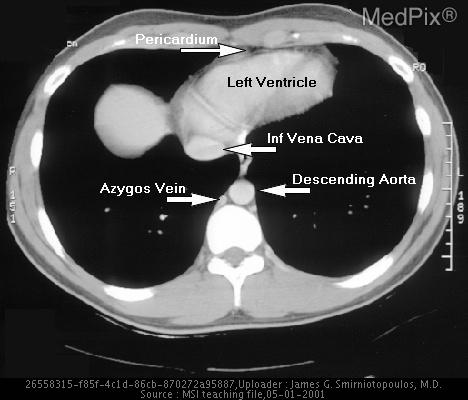 MedPix®
Pericardium
Left Ventricle
Inf Vena Cava
Azygos Vein
Descending Aorta
26558315-f85f-4c1d-86cb-870272a95887,Uploader : James G. Smirniotopoulos, M.D.
Source : MSI teaching file,05-01-2001